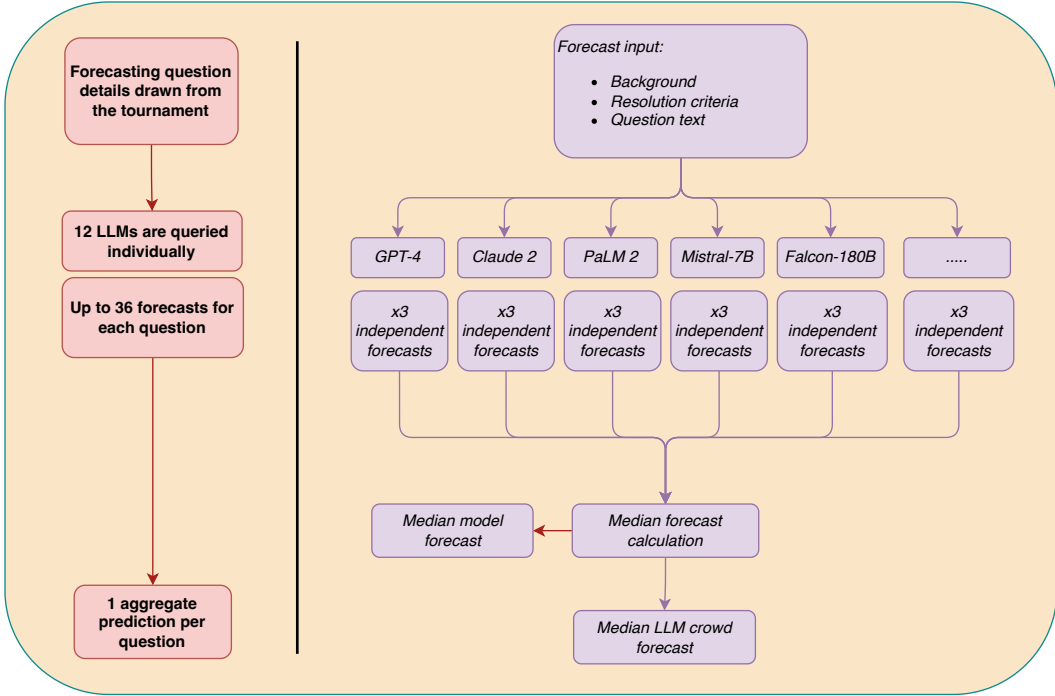 Forecasting question
details drawn from
the tournament
12 LLMs are queried
individually
Up to 36 forecasts for
each question
1 aggregate
prediction per
question
Forecast input:
• Background
• Resolution criteria
• Question text
GPT-4
Claude 2
PaLM 2
Mistral-7B
Falcon-180B
.....
x3
independent
forecasts
x3
independent
forecasts
x3
independent
forecasts
x3
independent
forecasts
x3
independent
forecasts
x3
independent
forecasts
Median model
forecast
Median forecast
calculation
Median LLM crowd
forecast